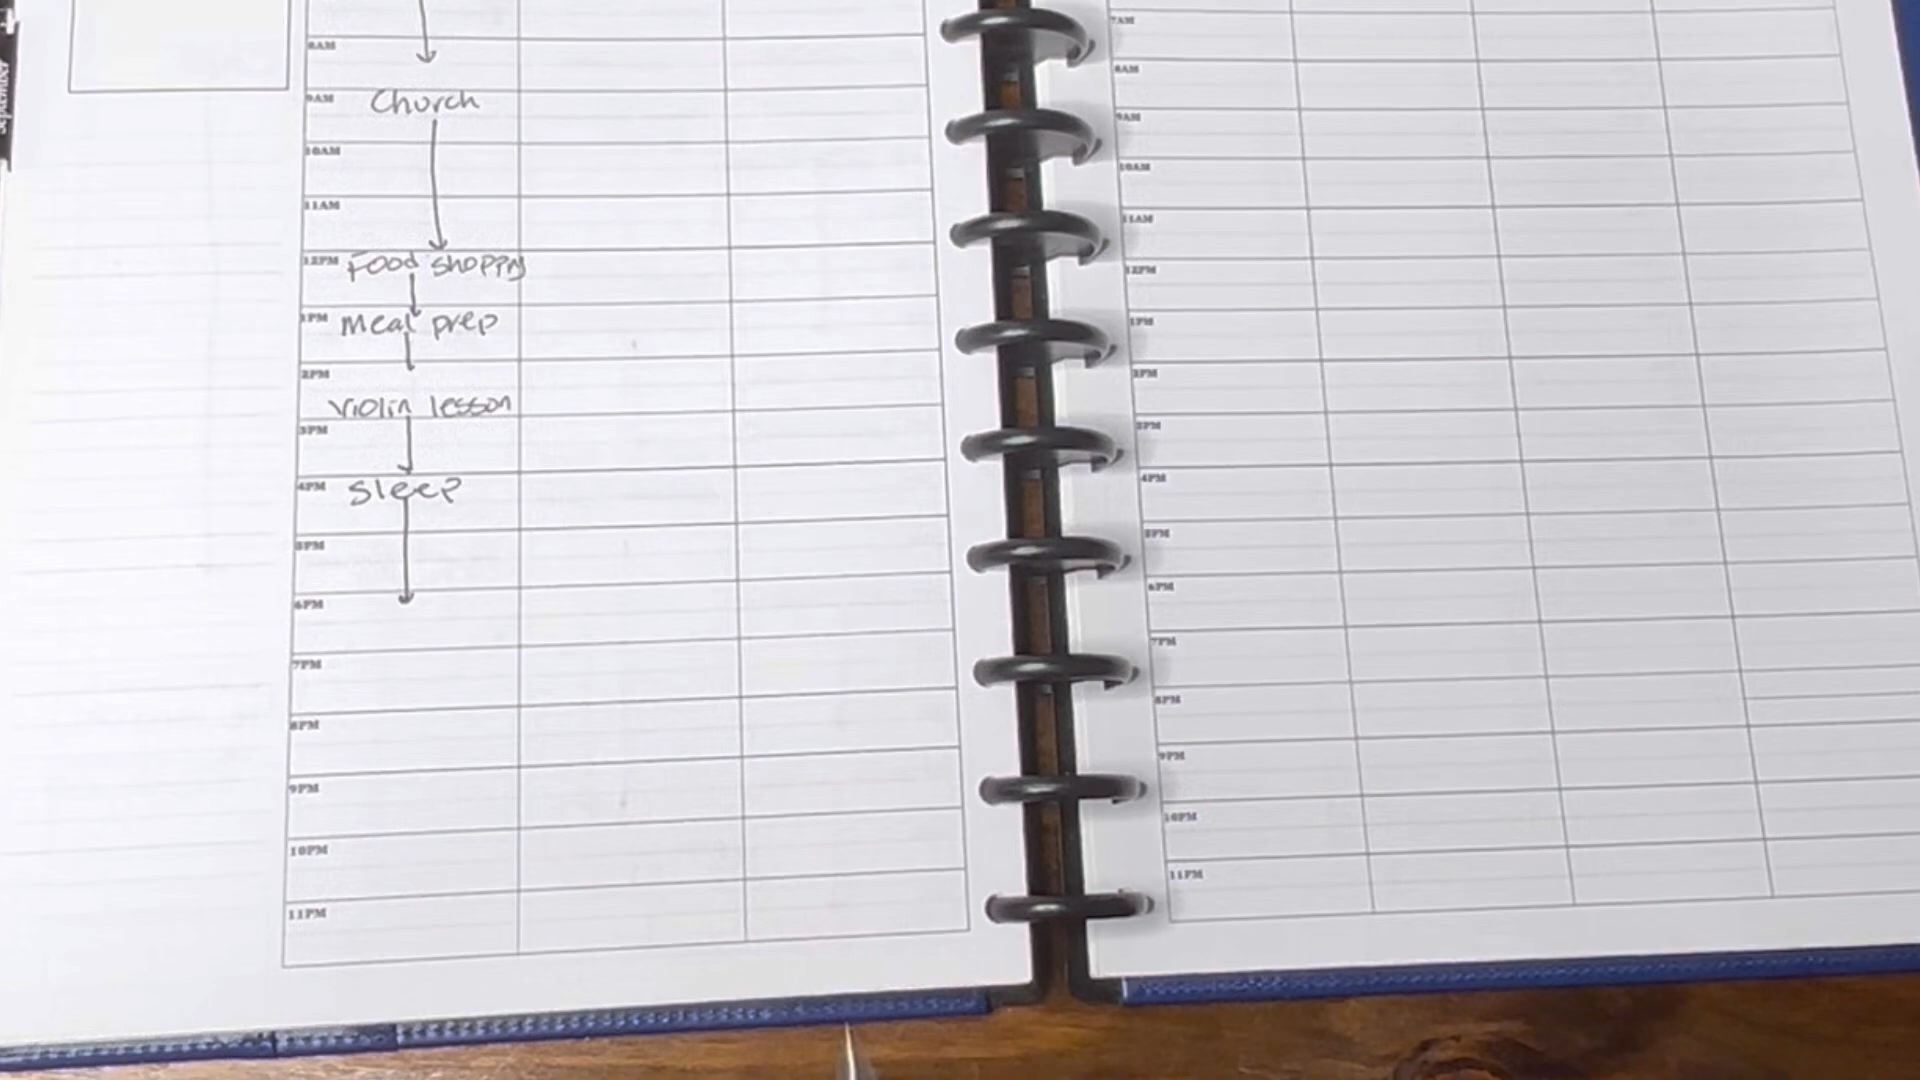 September
8AM
9AM Church
10AM
11AM
12PM Food shoppng
1PM Meal prep
2PM
Violin lesson
3PM
4PM Sleep
5PM
6PM
7PM
8PM
9PM
10PM
11PM
7AM
8AM
9AM
10AM
11AM
12PM
1PM
2PM
3PM
4PM
5PM
6PM
7PM
8PM
9PM
10PM
11PM